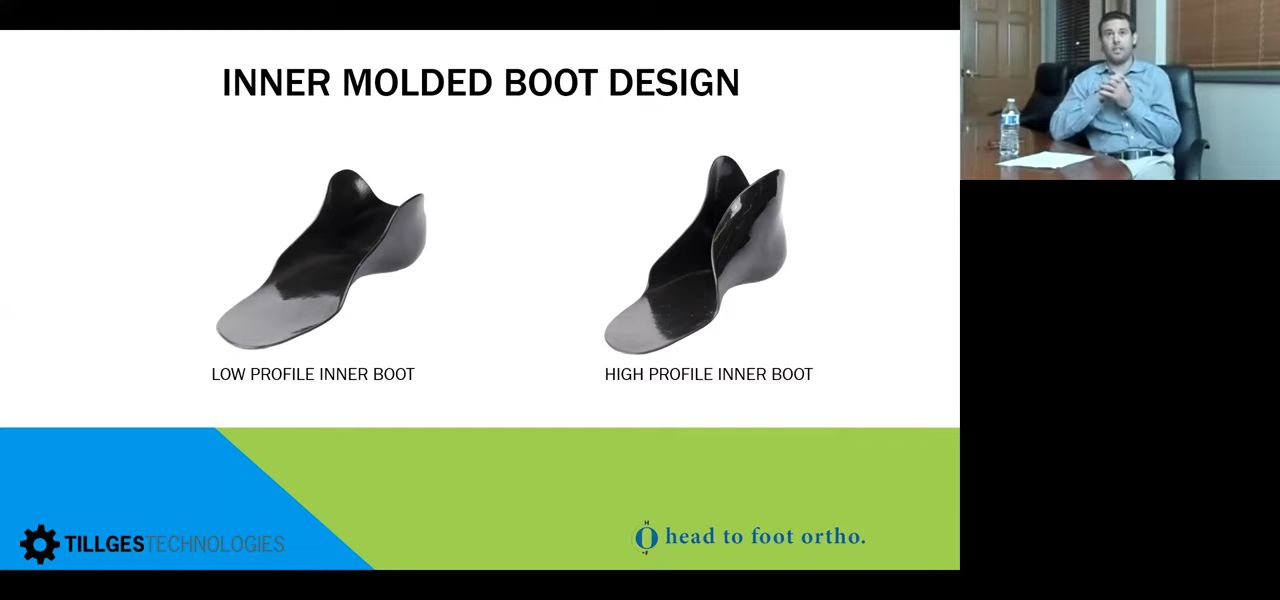 INNER MOLDED BOOT DESIGN
LOW PROFILE INNER BOOT
HIGH PROFILE INNER BOOT
TILLGESTECHNOLOGIES
head to foot ortho.